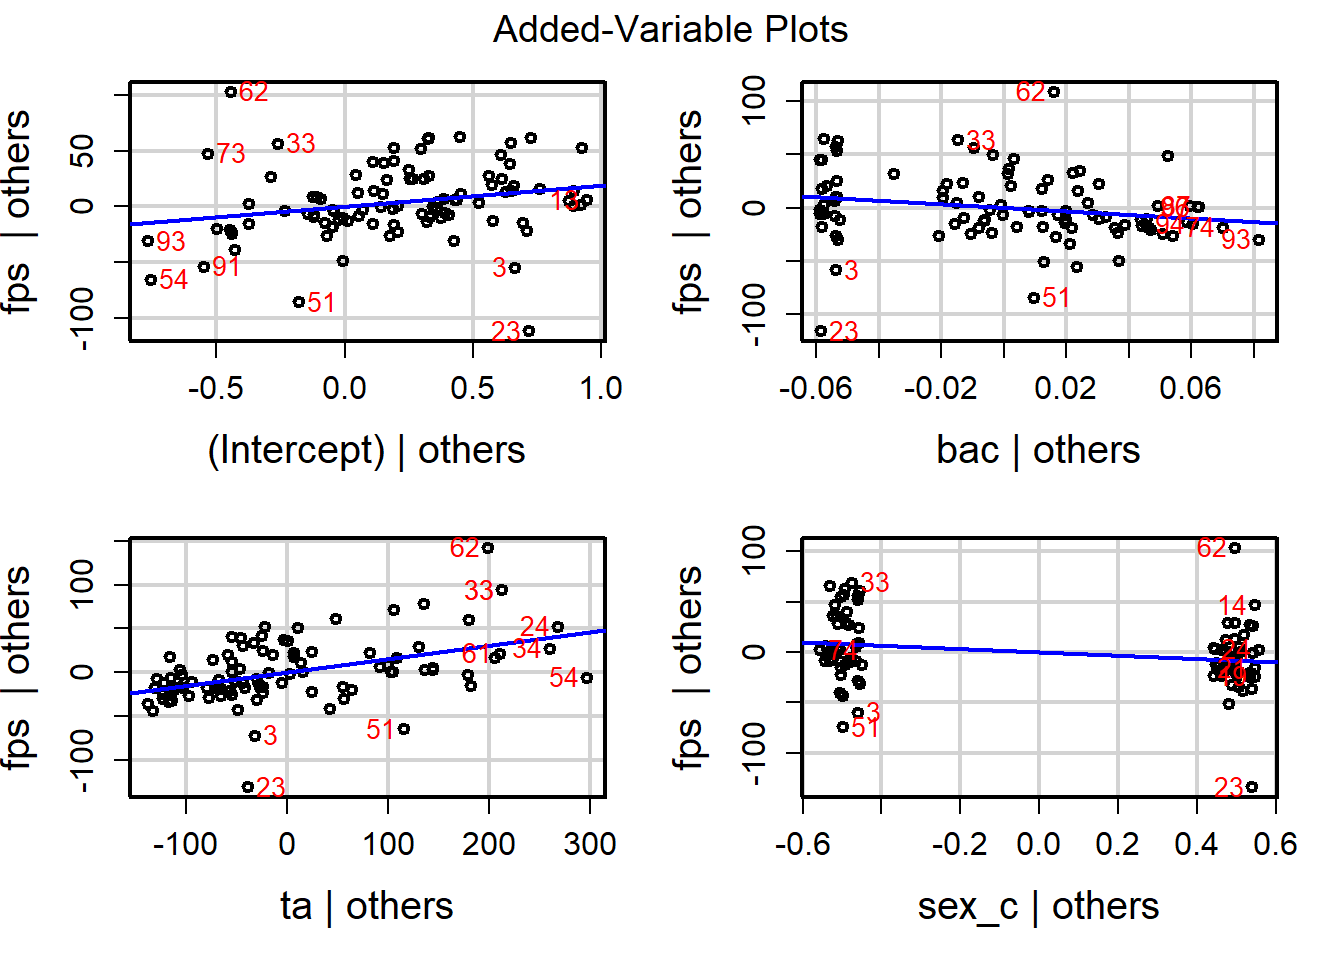 Added-Variable Plots
fps | others
-100 0 50
62
73
33
93
54
91
51
3
23
13
-0.5 0.0 0.5 1.0
(Intercept) | others
fps | others
-100 0 100
62
33
3
23
51
94
74
93
-0.06 -0.02 0.02 0.06
bac | others
fps | others
-100 0 100
62
33
24
34
61
54
51
3
23
-100 0 100 200 300
ta | others
fps | others
-100 0 100
62
33
14
74
3
51
23
-0.6 -0.2 0.0 0.2 0.4 0.6
sex_c | others